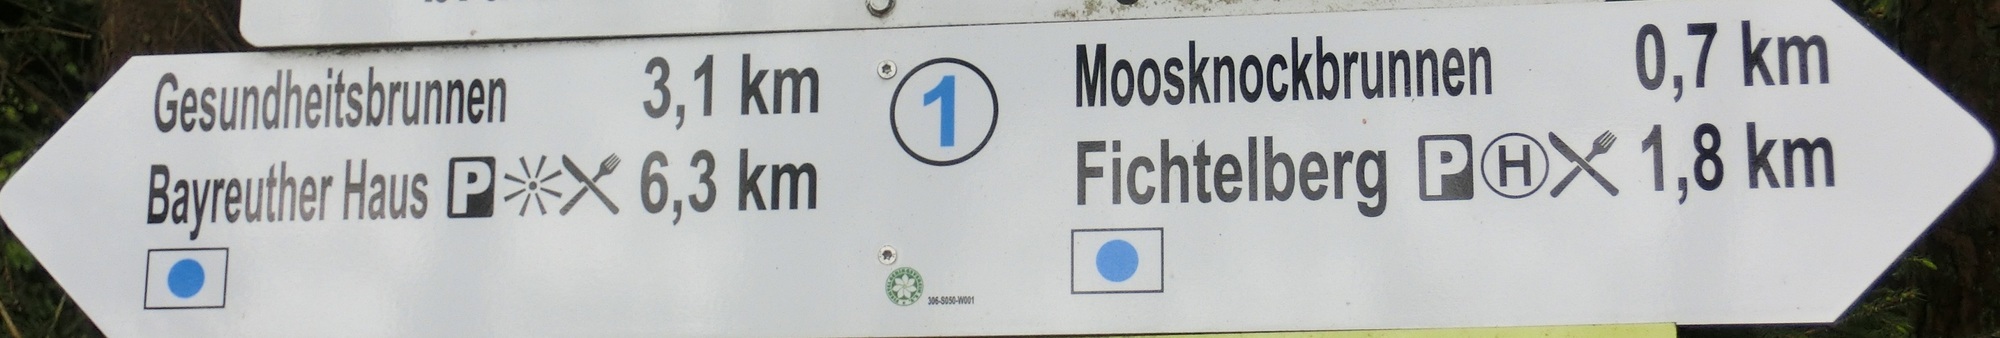 Gesundheitsbrunnen 3,1 km
Bayreuther Haus P 6,3 km
1
Moosknockbrunnen 0,7 km
Fichtelberg P H 1,8 km
306-S050-W001